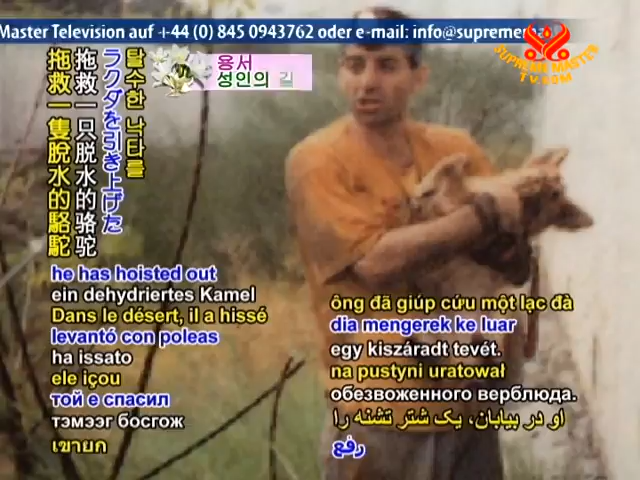 Master Television auf +44 (0) 845 0943762 oder e-mail: info@suprememas
SUPREME MASTER
TV.COM
용서
성인의 길
탈수한 낙타를
ラクダを引き上げた
拖救一只脱水的骆驼
拖救一隻脫水的駱駝
he has hoisted out
ein dehydriertes Kamel
Dans le désert, il a hissé
levantó con poleas
ha issato
ele içou
той е спасил
тэмээг босгож
เขายก
ông đã giúp cứu một lạc đà
dia mengerek ke luar
egy kiszáradt tevét.
na pustyni uratował
обезвоженного верблюда.
او در بیابان، یک شتر تشنه را
رفع